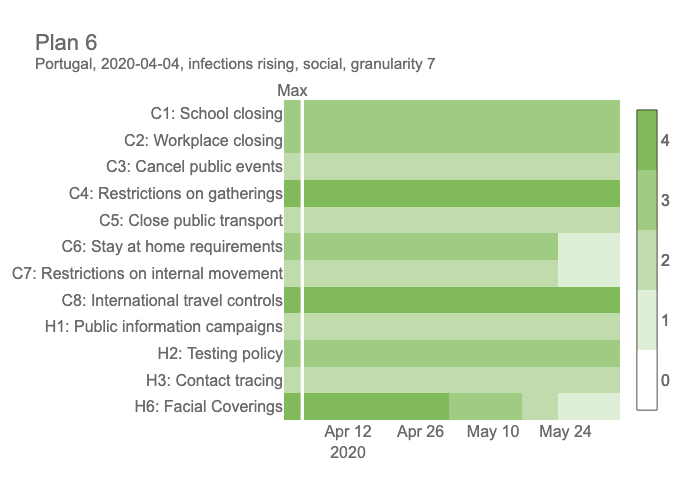 Plan 6
Portugal, 2020-04-04, infections rising, social, granularity 7
Max
C1: School closing
C2: Workplace closing
C3: Cancel public events
C4: Restrictions on gatherings
C5: Close public transport
C6: Stay at home requirements
C7: Restrictions on internal movement
C8: International travel controls
H1: Public information campaigns
H2: Testing policy
H3: Contact tracing
H6: Facial Coverings
Apr 12 Apr 26 May 10 May 24
2020
4
3
2
1
0